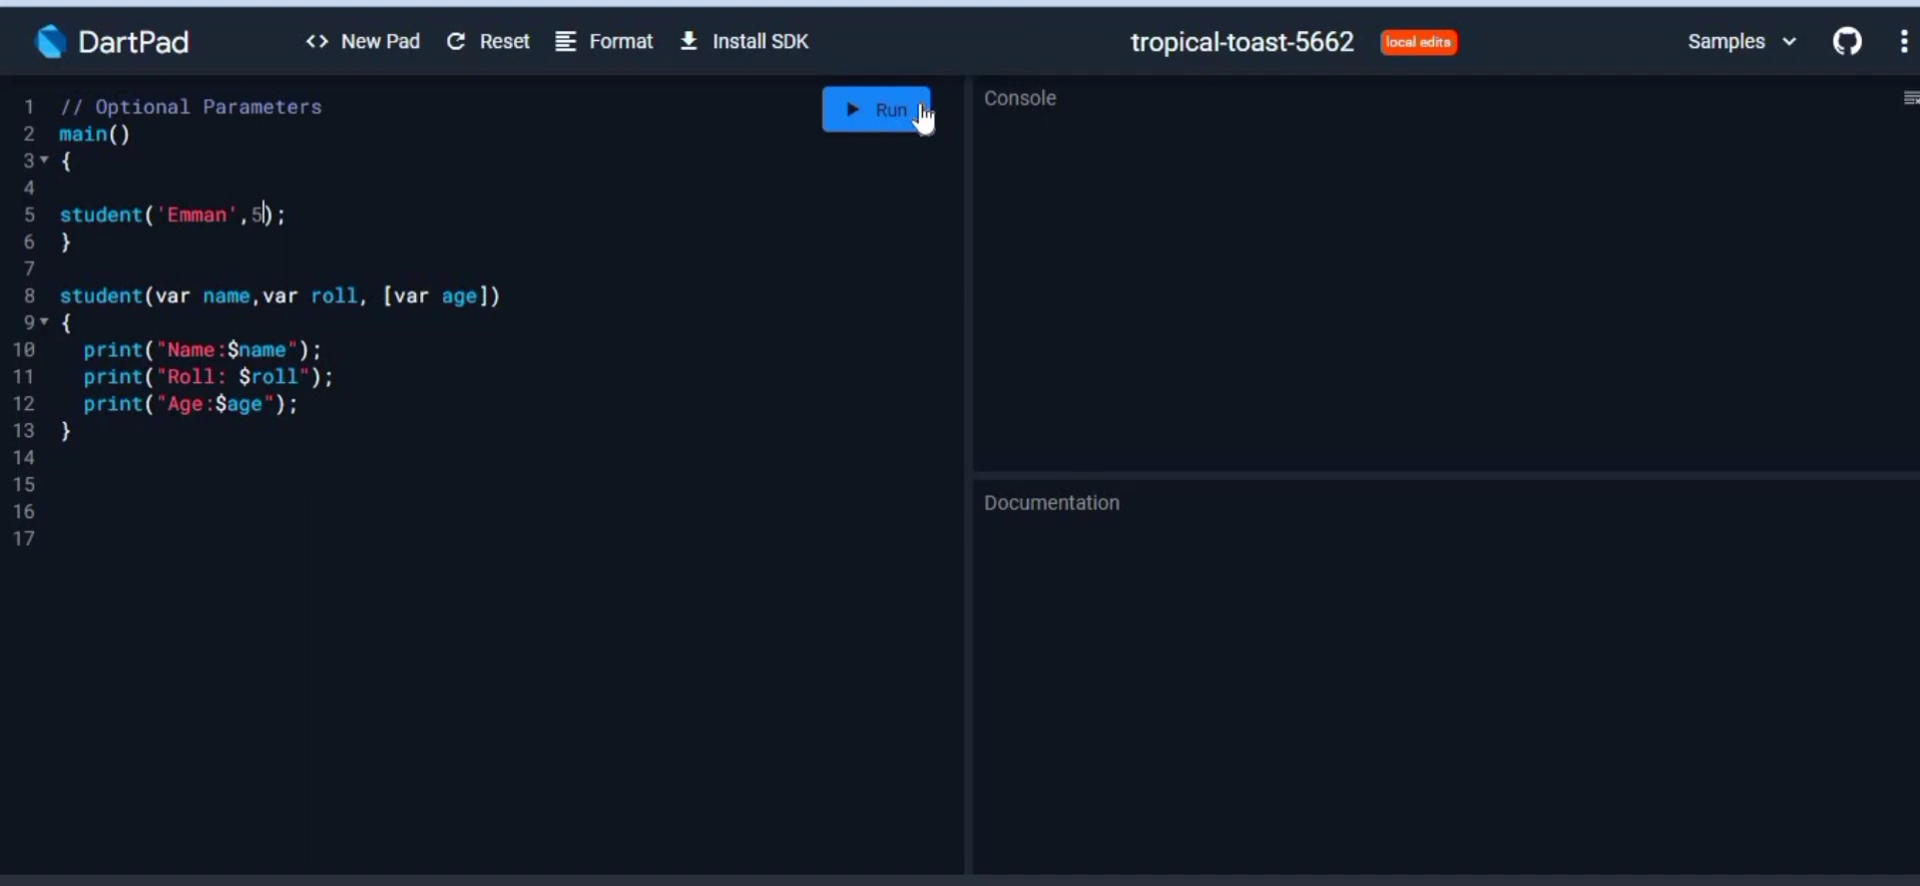 DartPad
<> New Pad
Reset
Format
Install SDK
tropical-toast-5662
local edits
Samples
1 // Optional Parameters
2 main()
3 {
4
5 student('Emman',5);
6 }
7
8 student(var name,var roll, [var age])
9 {
10 print("Name:$name");
11 print("Roll: $roll");
12 print("Age:$age");
13 }
14
15
16
17
Run
Console
Documentation